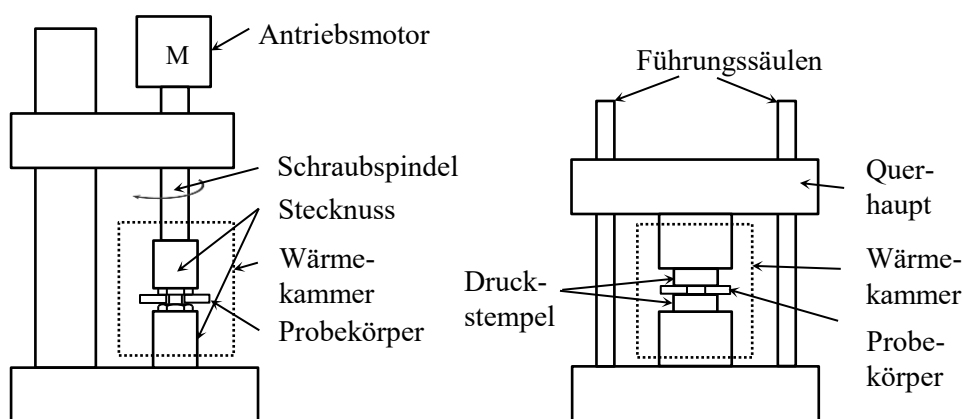 Antriebsmotor
M
Schraubspindel
Stecknuss
Wärme-
kammer
Probekörper
Führungssäulen
Quer-
haupt
Wärme-
kammer
Druck-
stempel
Probe-
körper